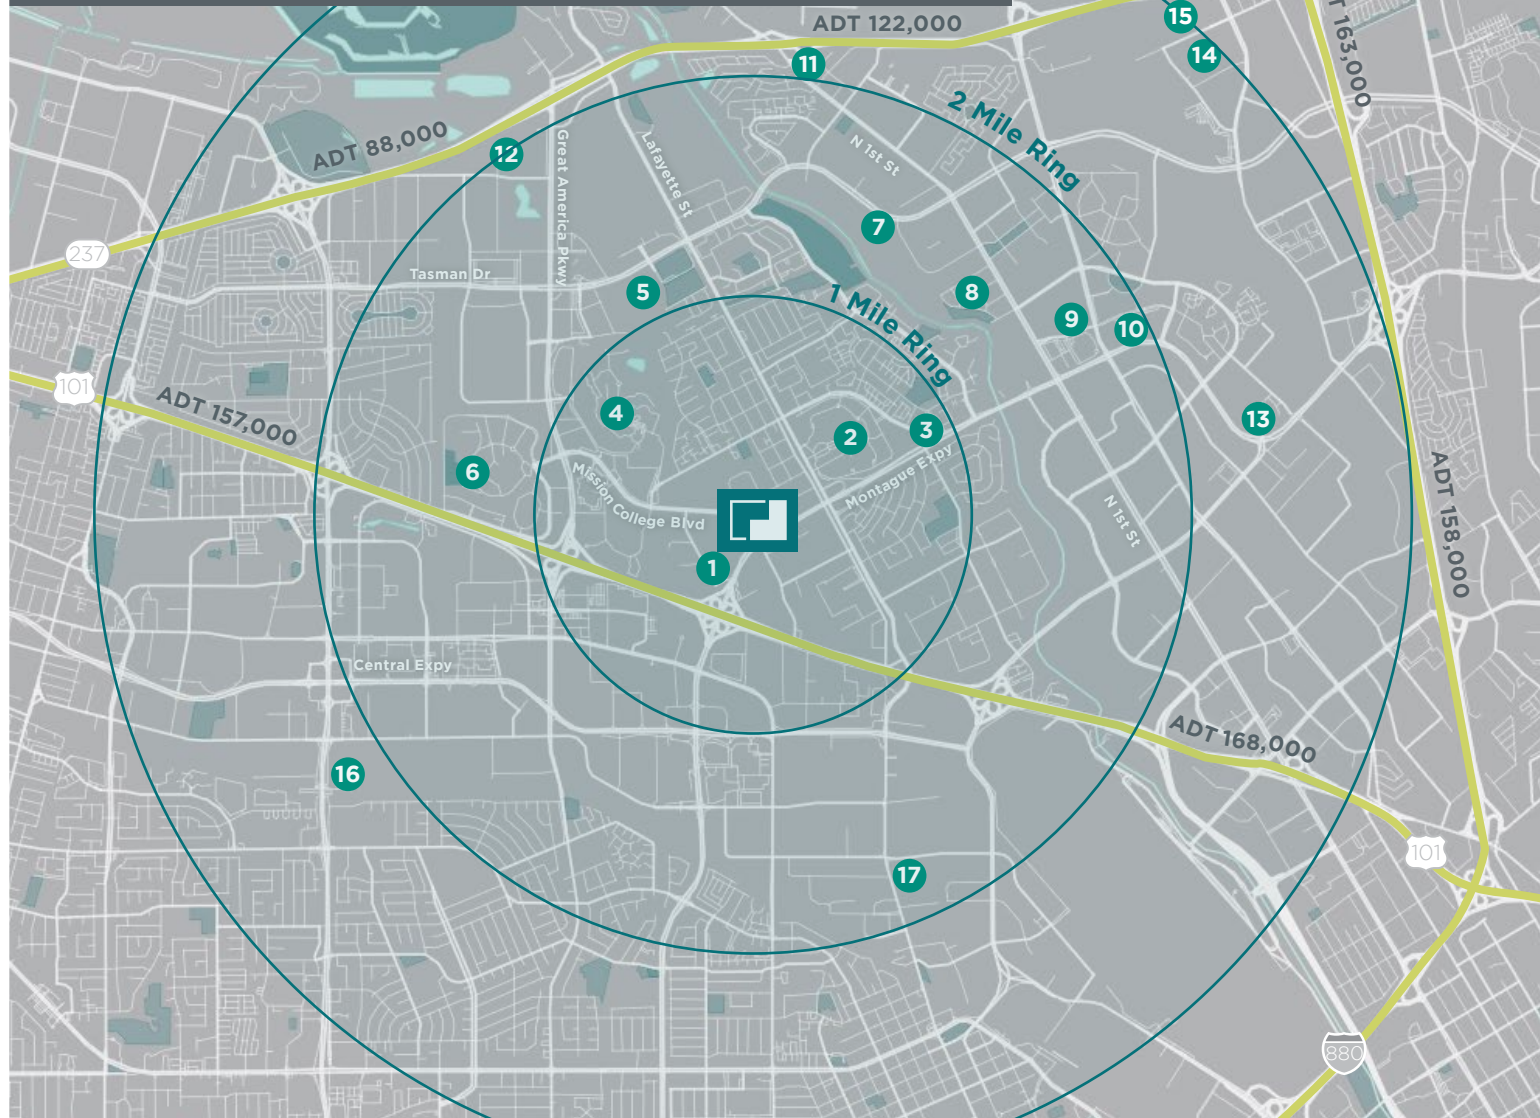 ADT 122,000
15
14
T 163,000
11
2 Mile Ring
ADT 88,000
12
Great America Pkwy
Lafayette St
N 1st St
237
7
Tasman Dr
5
1 Mile Ring
8
9
10
101
ADT 157,000
4
2
3
13
6
Mission College Blvd
Montague Expy
N 1st St
ADT 158,000
1
Central Expy
ADT 168,000
16
101
17
880